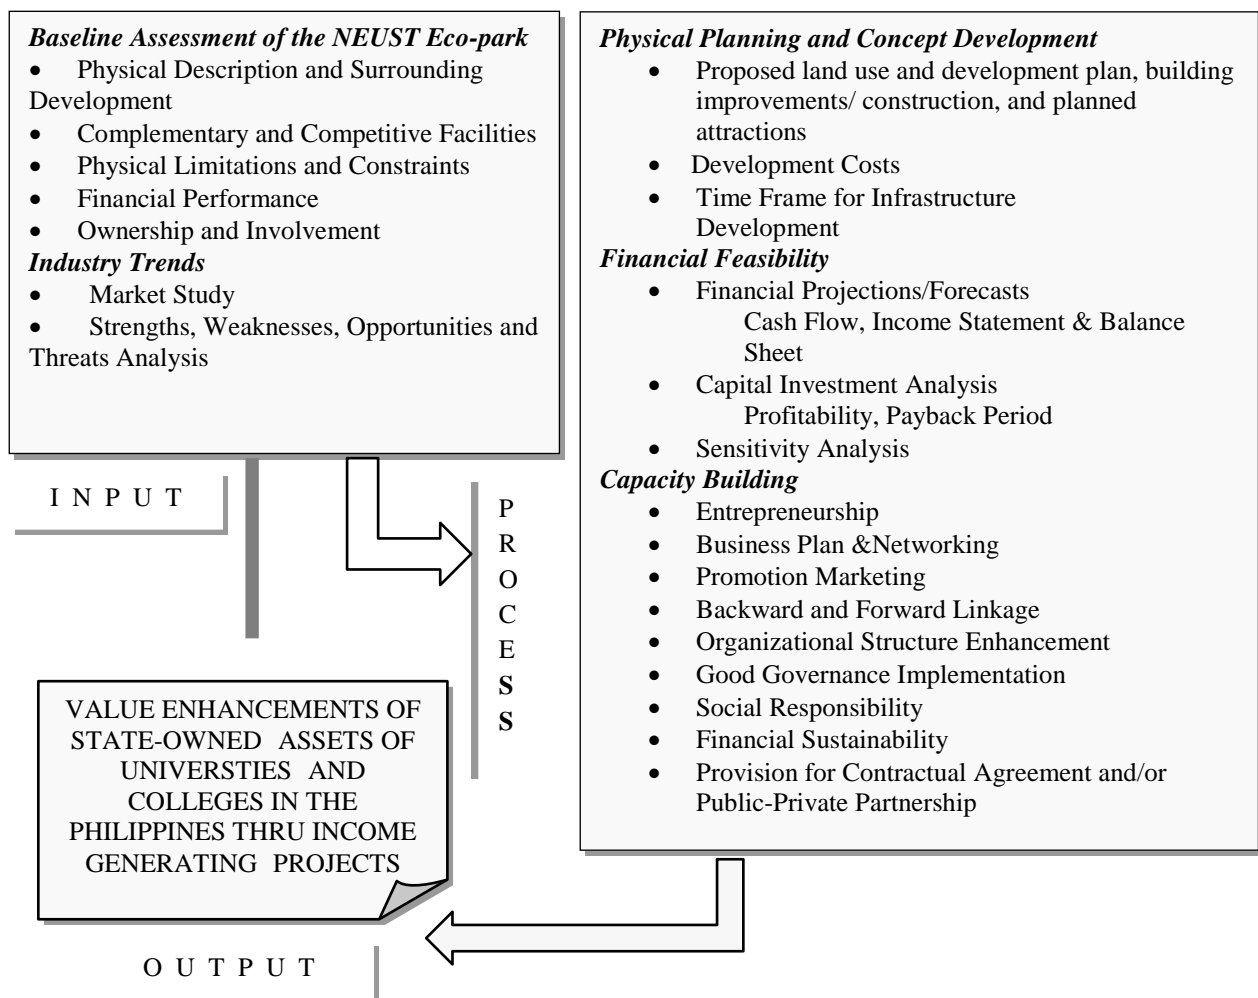 Baseline Assessment of the NEUST Eco-park
• Physical Description and Surrounding
Development
• Complementary and Competitive Facilities
• Physical Limitations and Constraints
• Financial Performance
• Ownership and Involvement
Industry Trends
• Market Study
• Strengths, Weaknesses, Opportunities and
Threats Analysis
I N P U T
P
R
O
C
E
S
S
Physical Planning and Concept Development
• Proposed land use and development plan, building
improvements/ construction, and planned
attractions
• Development Costs
• Time Frame for Infrastructure
Development
Financial Feasibility
• Financial Projections/Forecasts
Cash Flow, Income Statement & Balance
Sheet
• Capital Investment Analysis
Profitability, Payback Period
• Sensitivity Analysis
Capacity Building
• Entrepreneurship
• Business Plan &Networking
• Promotion Marketing
• Backward and Forward Linkage
• Organizational Structure Enhancement
• Good Governance Implementation
• Social Responsibility
• Financial Sustainability
• Provision for Contractual Agreement and/or
Public-Private Partnership
VALUE ENHANCEMENTS OF
STATE-OWNED ASSETS OF
UNIVERSTIES AND
COLLEGES IN THE
PHILIPPINES THRU INCOME
GENERATING PROJECTS
O U T P U T